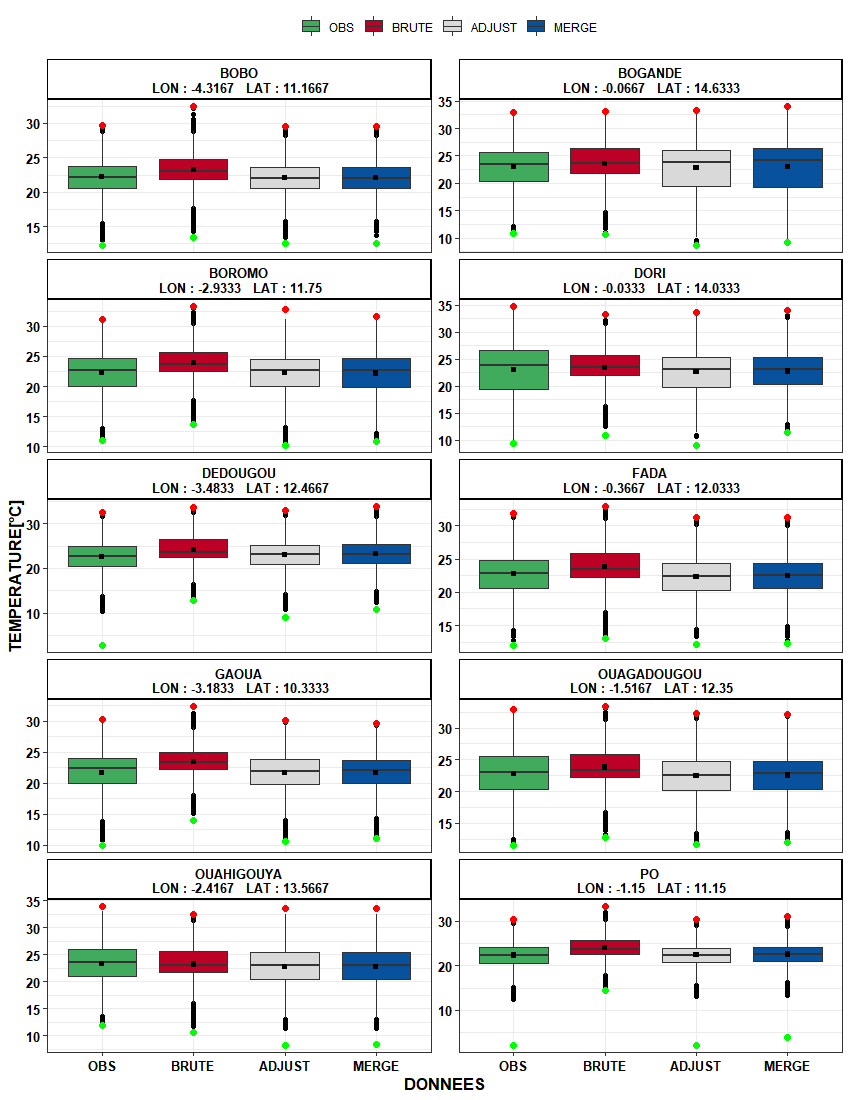 OBS BRUTE ADJUST MERGE
BOBO
LON : -4.3167 LAT : 11.1667
30
25
20
15
BOGANDE
LON : -0.0667 LAT : 14.6333
35
30
25
20
15
10
BOROMO
LON : -2.9333 LAT : 11.75
30
25
20
15
10
DORI
LON : -0.0333 LAT : 14.0333
35
30
25
20
15
10
DEDOUGOU
LON : -3.4833 LAT : 12.4667
30
20
10
FADA
LON : -0.3667 LAT : 12.0333
30
25
20
15
GAOUA
LON : -3.1833 LAT : 10.3333
30
25
20
15
10
OUAGADOUGOU
LON : -1.5167 LAT : 12.35
30
25
20
15
OUAHIGOUYA
LON : -2.4167 LAT : 13.5667
35
30
25
20
15
10
PO
LON : -1.15 LAT : 11.15
30
20
10
OBS BRUTE ADJUST MERGE
OBS BRUTE ADJUST MERGE
DONNEES
TEMPERATURE[°C]